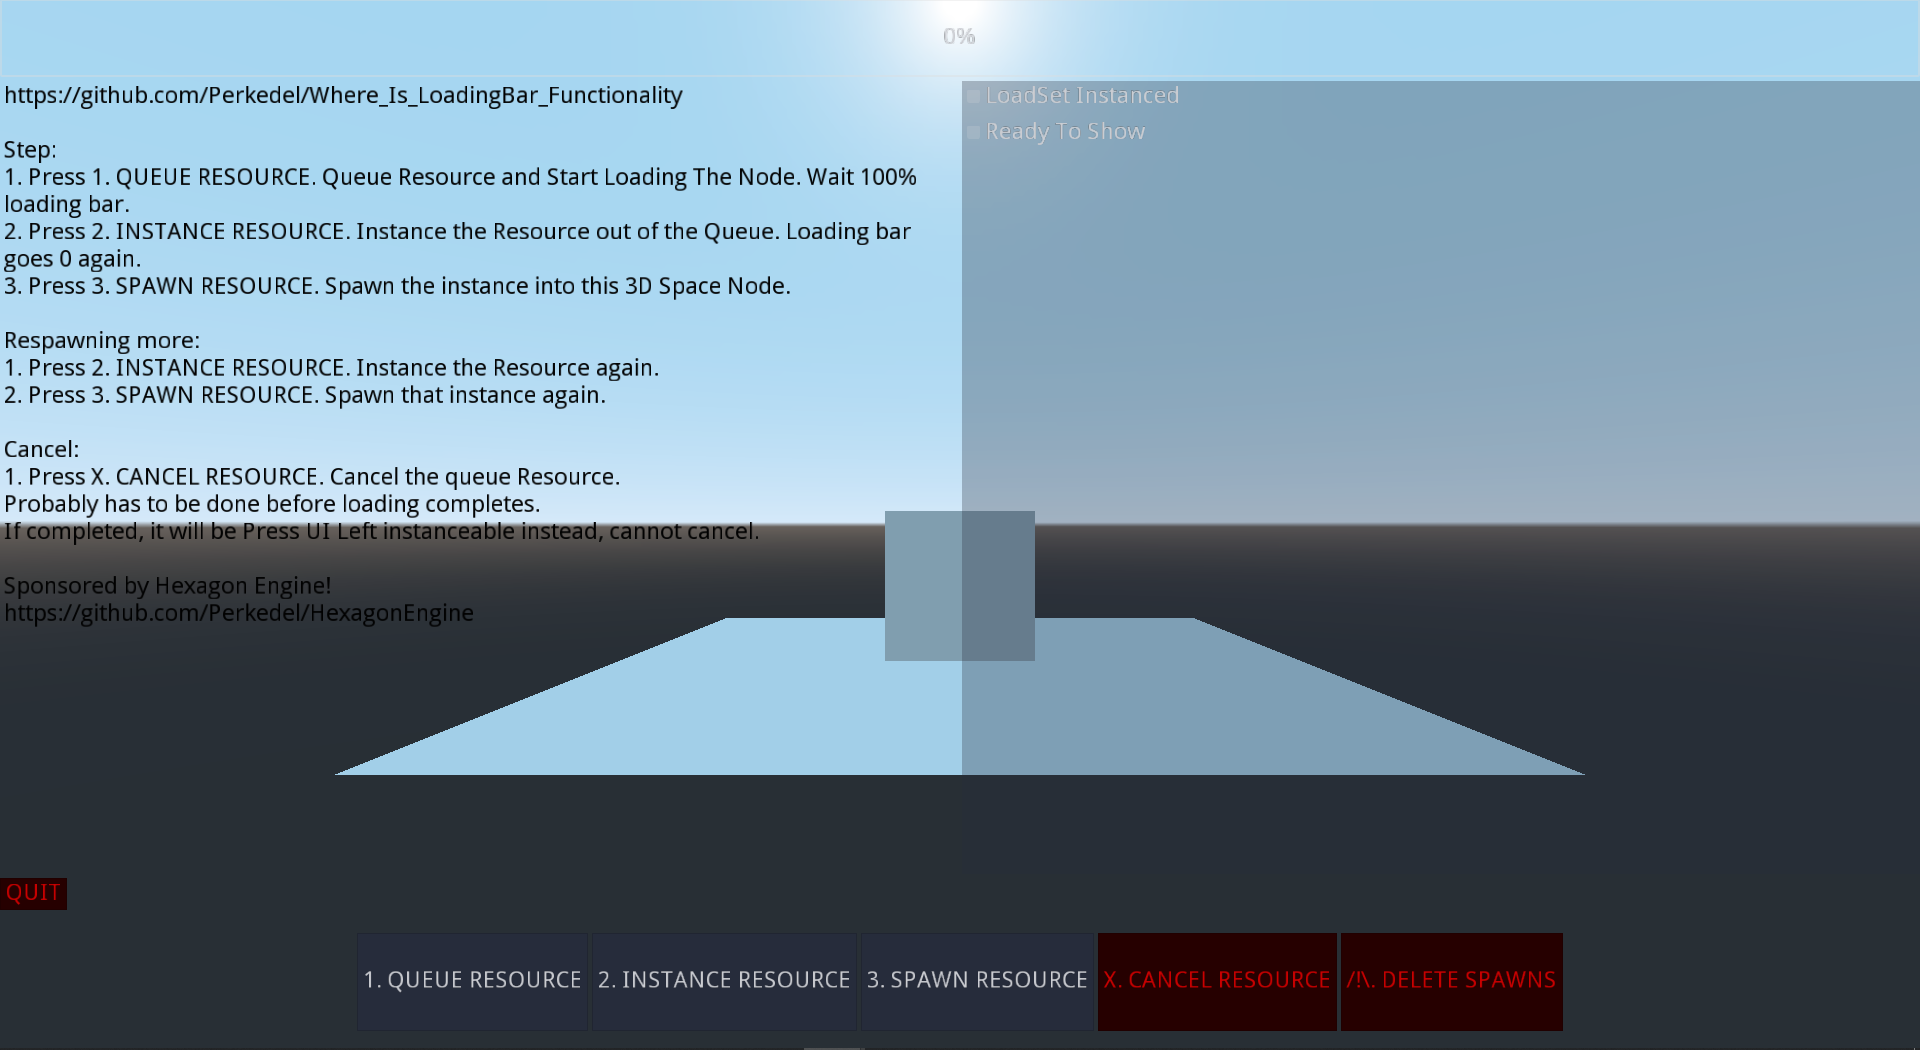 0%
https://github.com/Perkedel/Where_Is_LoadingBar_Functionality
LoadSet Instanced
Ready To Show
Step:
1. Press 1. QUEUE RESOURCE. Queue Resource and Start Loading The Node. Wait 100%
loading bar.
2. Press 2. INSTANCE RESOURCE. Instance the Resource out of the Queue. Loading bar
goes 0 again.
3. Press 3. SPAWN RESOURCE. Spawn the instance into this 3D Space Node.
Respawning more:
1. Press 2. INSTANCE RESOURCE. Instance the Resource again.
2. Press 3. SPAWN RESOURCE. Spawn that instance again.
Cancel:
1. Press X. CANCEL RESOURCE. Cancel the queue Resource.
Probably has to be done before loading completes.
If completed, it will be Press UI Left instanceable instead, cannot cancel.
Sponsored by Hexagon Engine!
https://github.com/Perkedel/HexagonEngine
QUIT
1. QUEUE RESOURCE
2. INSTANCE RESOURCE
3. SPAWN RESOURCE
X. CANCEL RESOURCE
/!\. DELETE SPAWNS